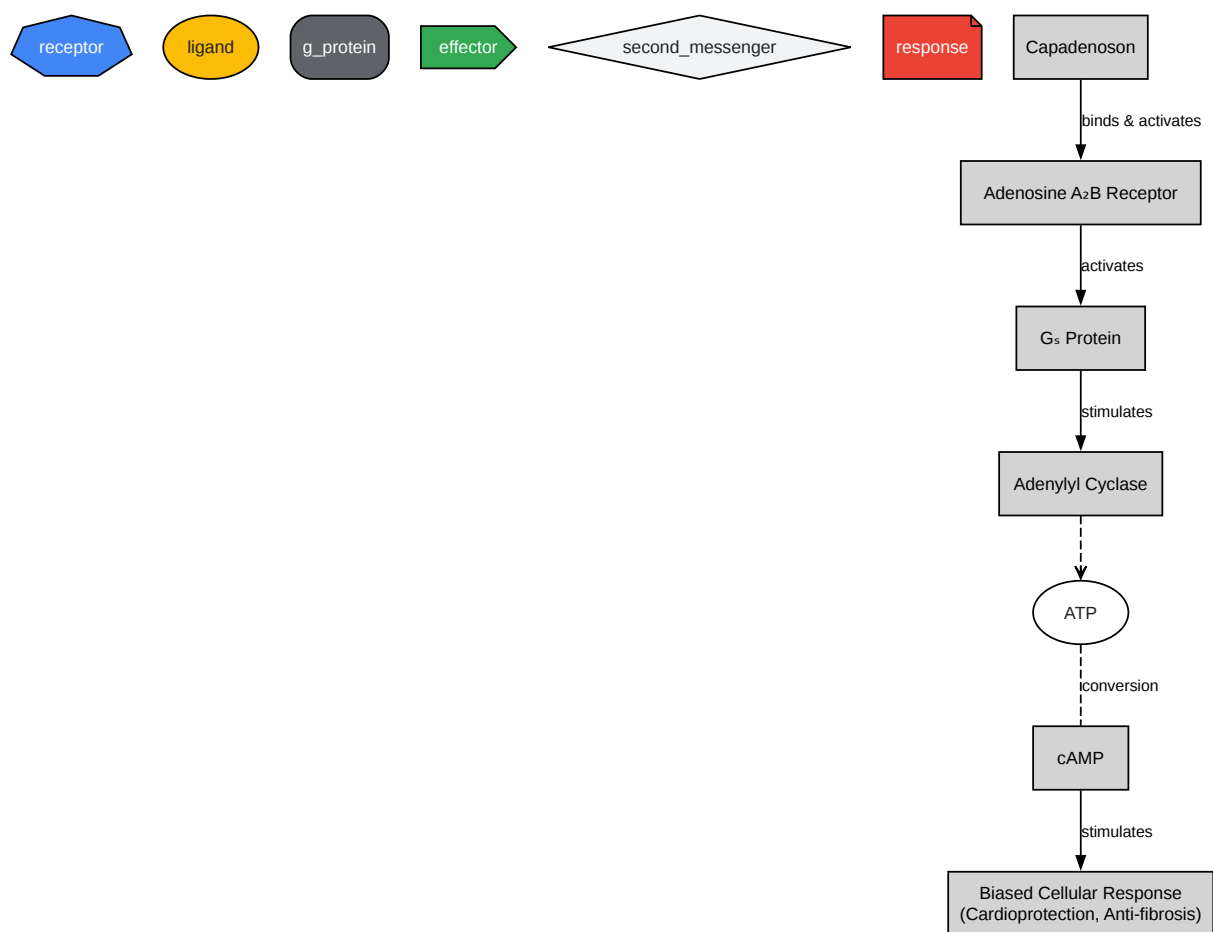 receptor
ligand
g_protein
effector
second_messenger
response
Capadenoson
binds & activates
Adenosine A₂B Receptor
activates
Gₛ Protein
stimulates
Adenylyl Cyclase
ATP
conversion
cAMP
stimulates
Biased Cellular Response
(Cardioprotection, Anti-fibrosis)